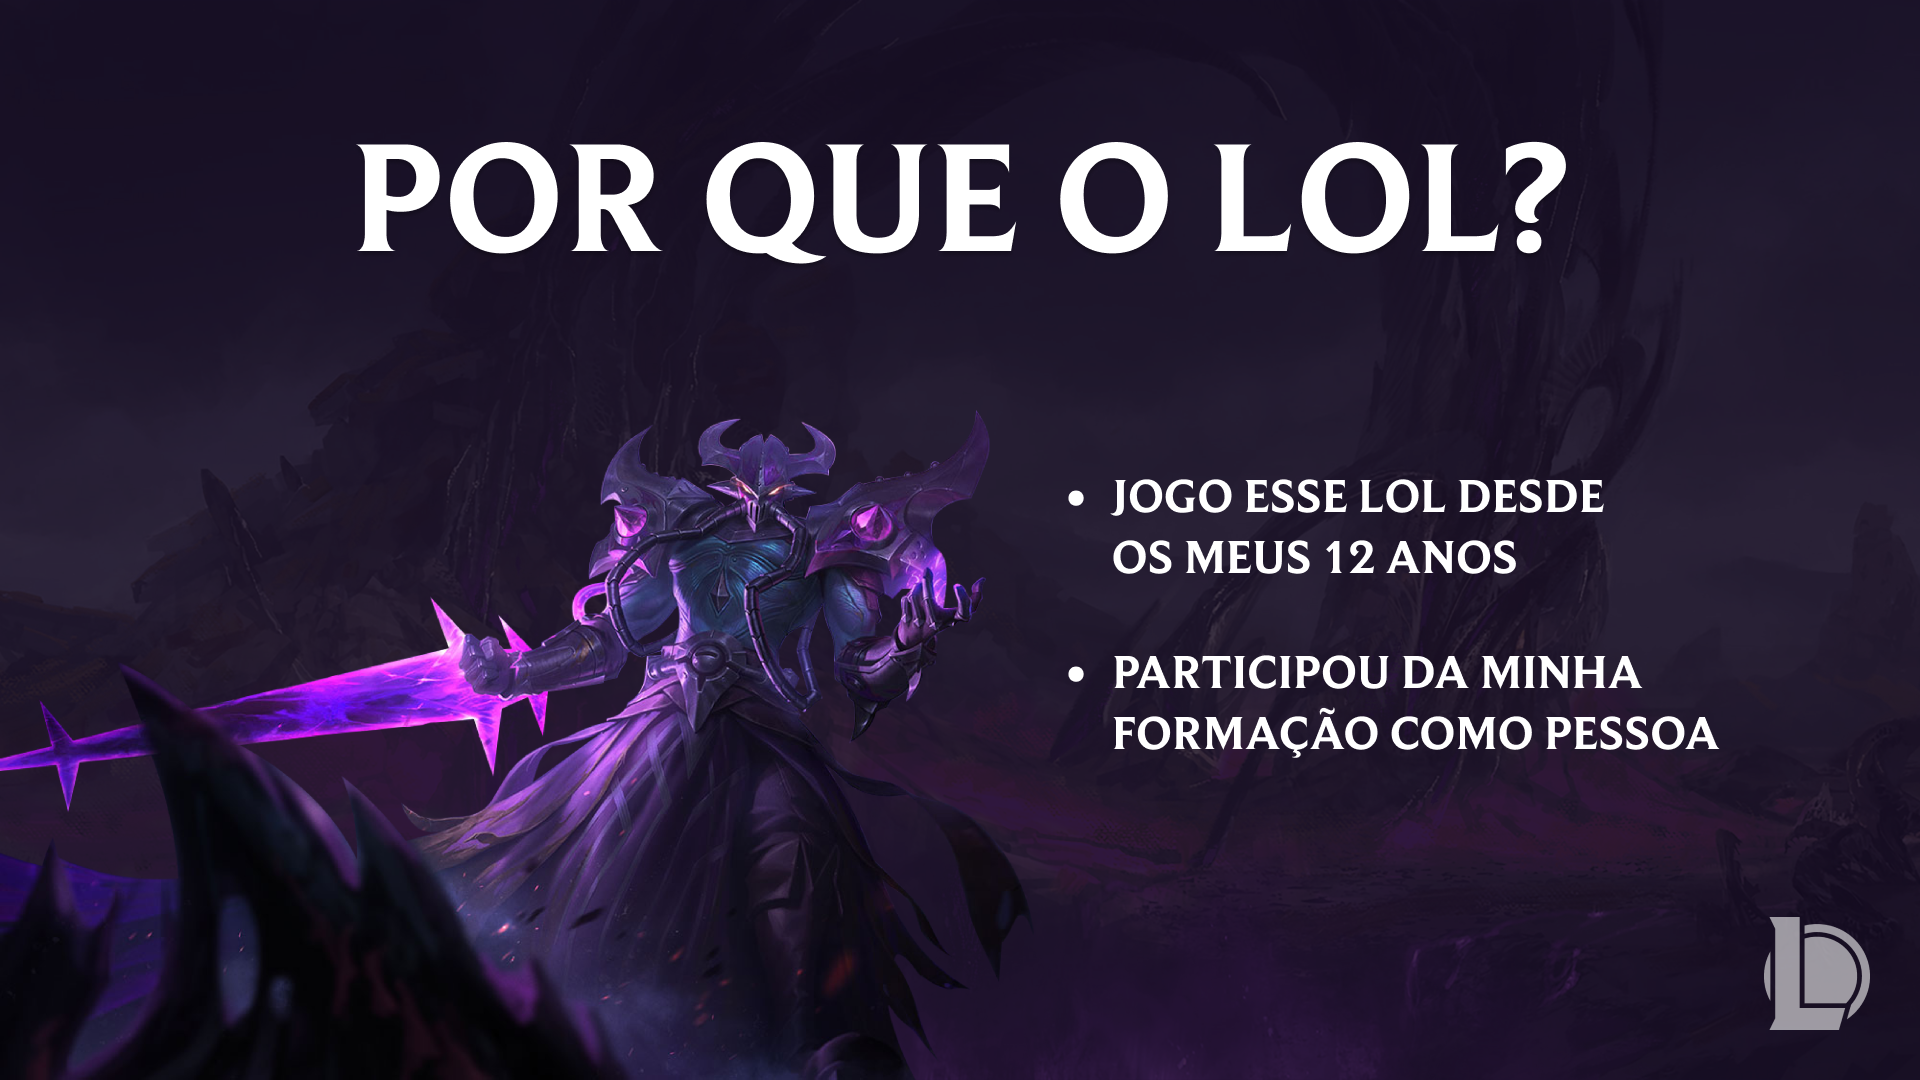 POR QUE O LOL?
• JOGO ESSE LOL DESDE
OS MEUS 12 ANOS
• PARTICIPOU DA MINHA
FORMAÇÃO COMO PESSOA
L